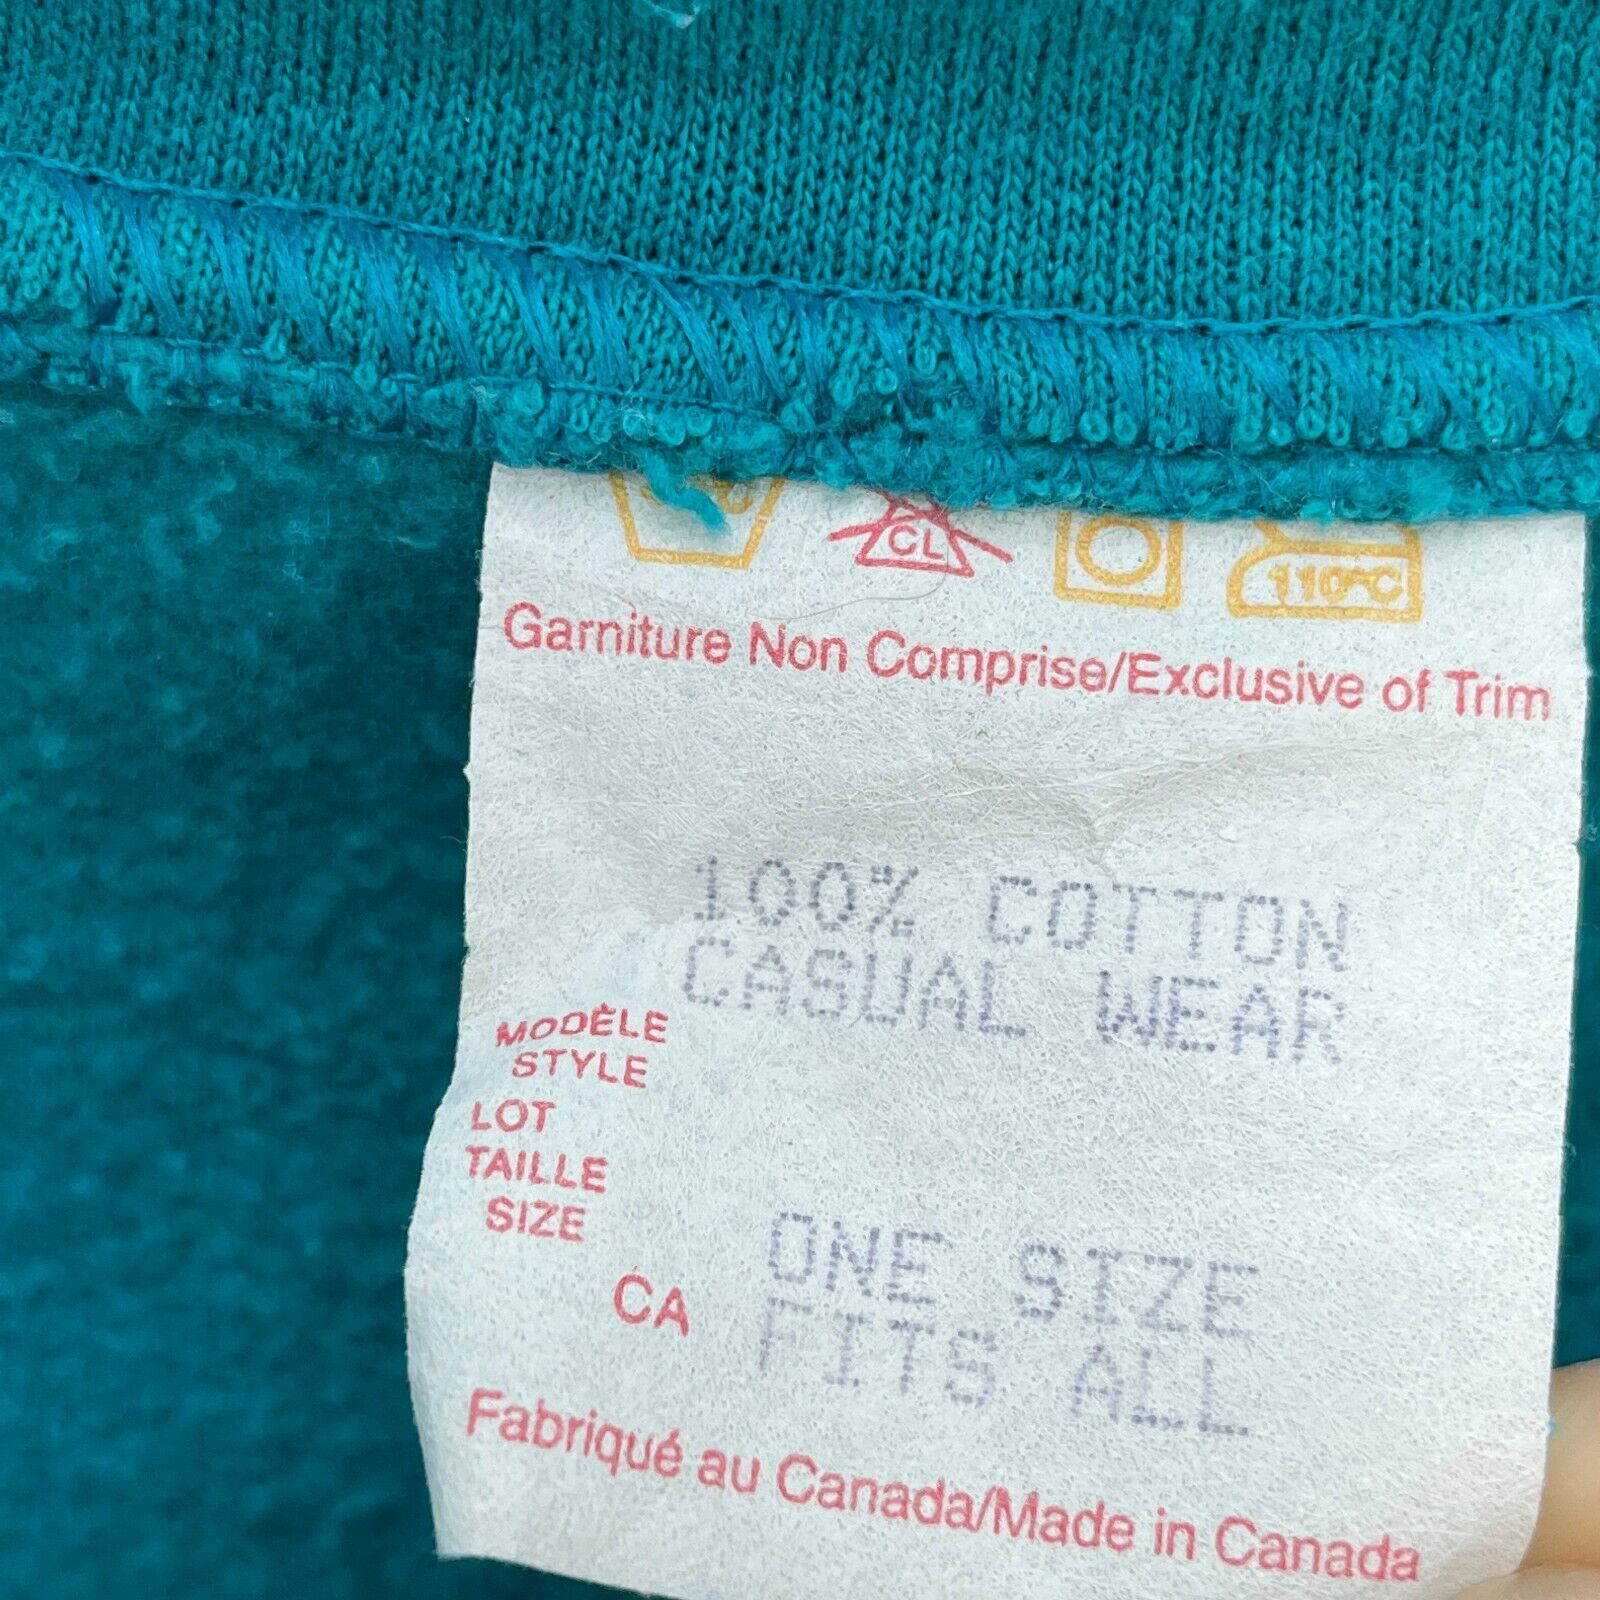 CL
110°C
Garniture Non Comprise/Exclusive of Trim
100% COTTON
CASUAL WEAR
MODÈLE
STYLE
LOT
TAILLE
SIZE
CA
ONE SIZE
FITS ALL
Fabriqué au Canada/Made in Canada